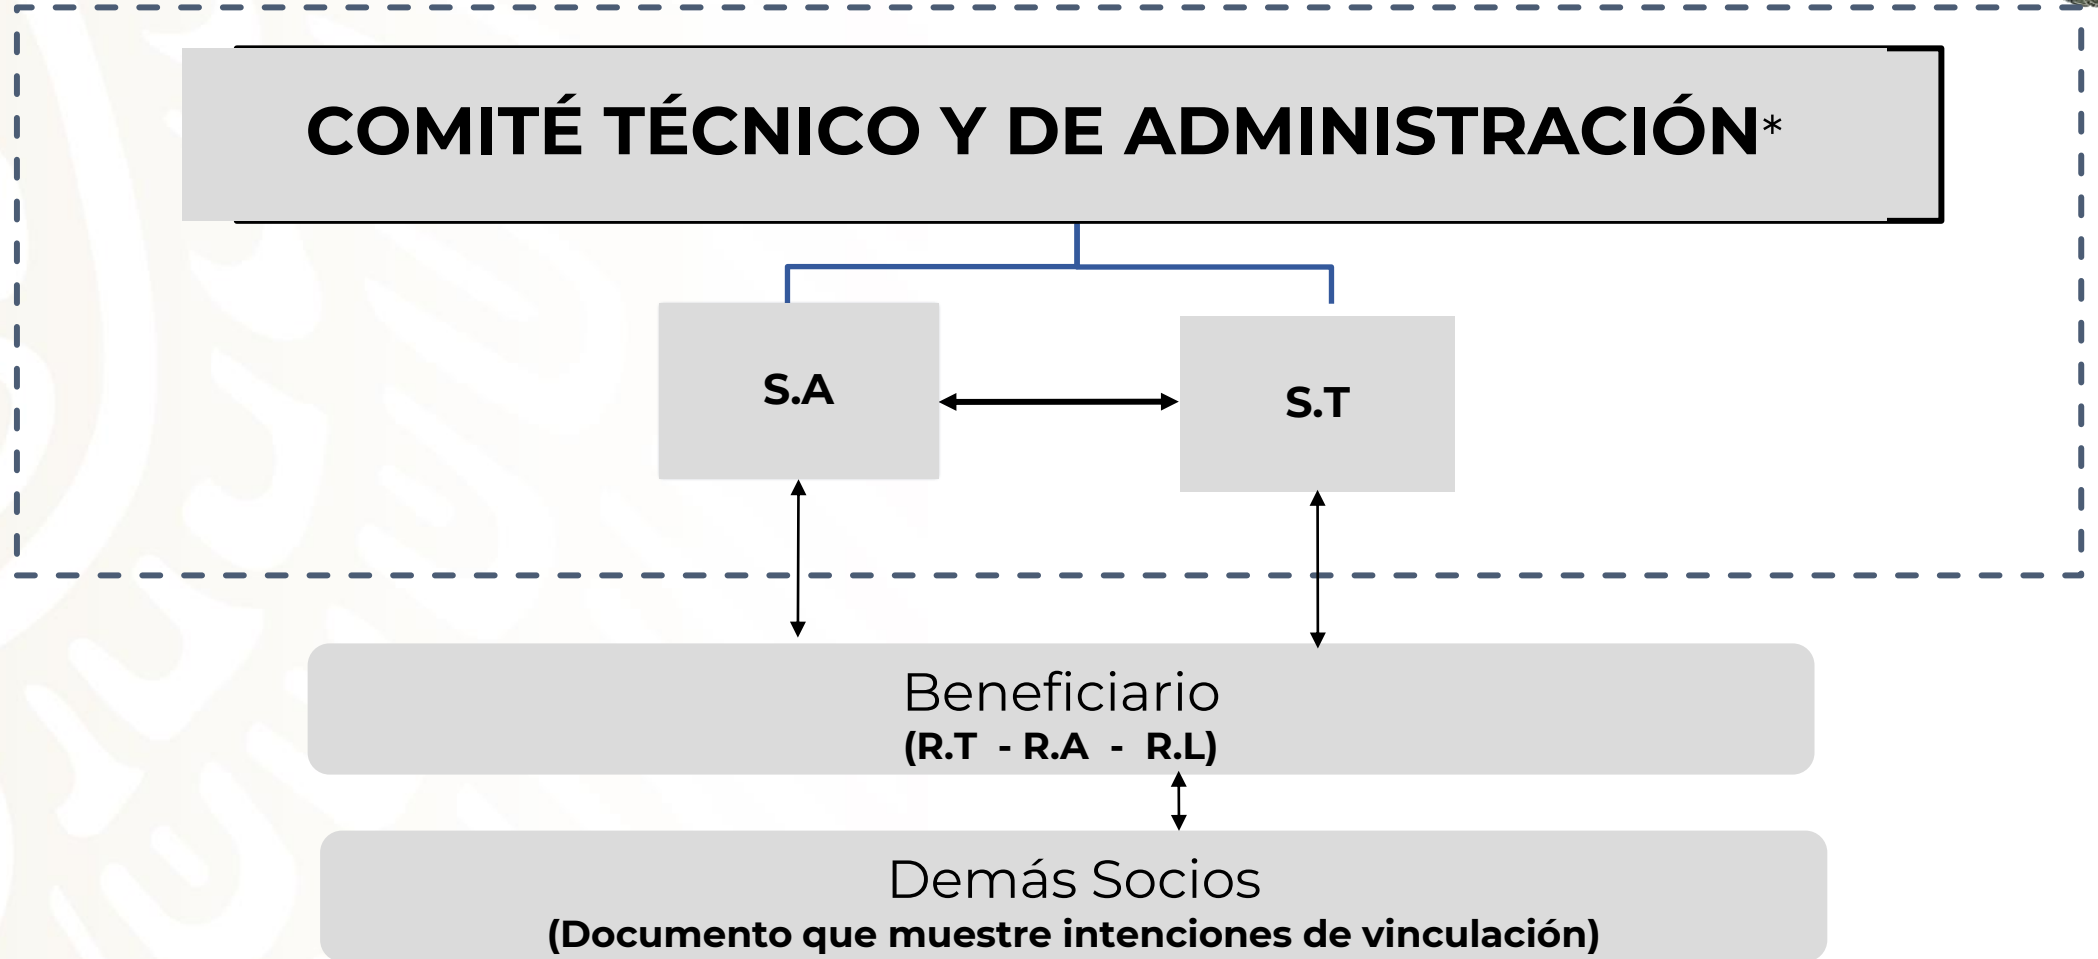 COMITÉ TÉCNICO Y DE ADMINISTRACIÓN*
S.A
S.T
Beneficiario
(R.T - R.A - R.L)
Demás Socios
(Documento que muestre intenciones de vinculación)